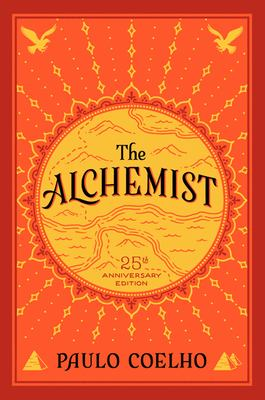 The
ALCHEMIST
25th
ANNIVERSARY
EDITION
PAULO COELHO